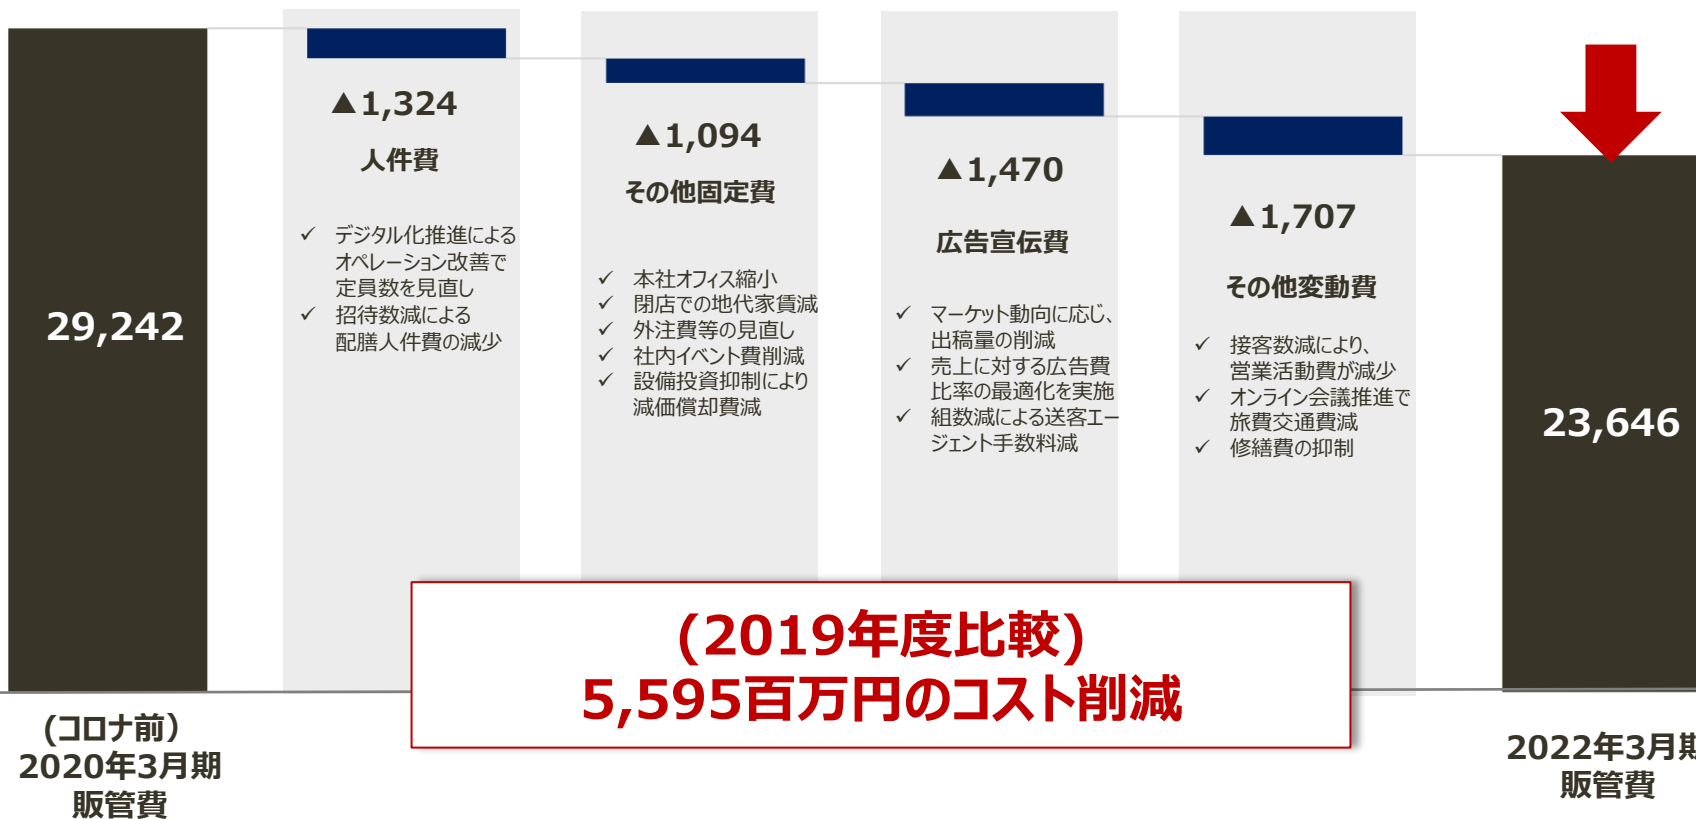 29,242
(コロナ前）
2020年3月期
販管費
▲1,324
人件費
✓ デジタル化推進による
オペレーション改善で
定員数を見直し
✓ 招待数減による
配膳人件費の減少
▲1,094
その他固定費
✓ 本社オフィス縮小
✓ 閉店での地代家賃減
✓ 外注費等の見直し
✓ 社内イベント費削減
✓ 設備投資抑制により
減価償却費減
▲1,470
広告宣伝費
✓ マーケット動向に応じ、
出稿量の削減
✓ 売上に対する広告費
比率の最適化を実施
✓ 組数減による送客エー
ジェント手数料減
▲1,707
その他変動費
✓ 接客数減により、
営業活動費が減少
✓ オンライン会議推進で
旅費交通費減
✓ 修繕費の抑制
23,646
2022年3月期
販管費
(2019年度比較)
5,595百万円のコスト削減